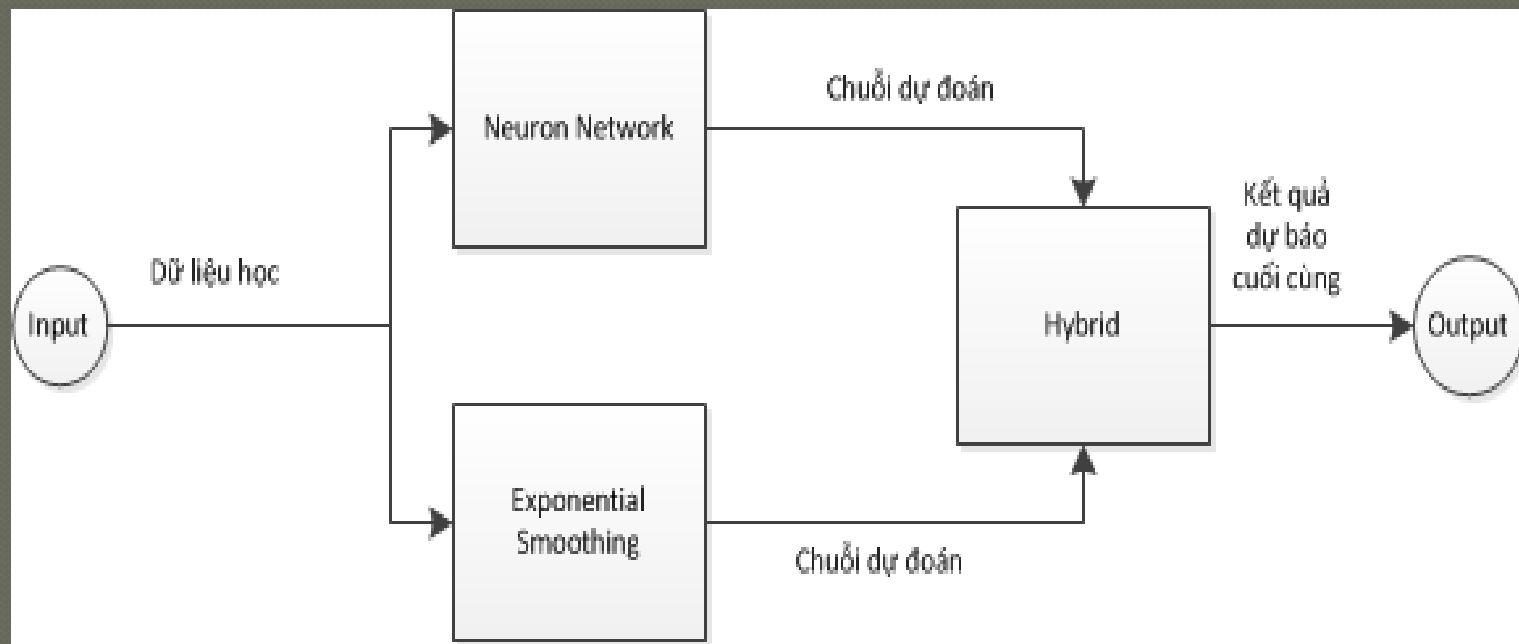 Input
Dữ liệu học
Neuron Network
Chuỗi dự đoán
Exponential
Smoothing
Chuỗi dự đoán
Hybrid
Kết quả
dự báo
cuối cùng
Output